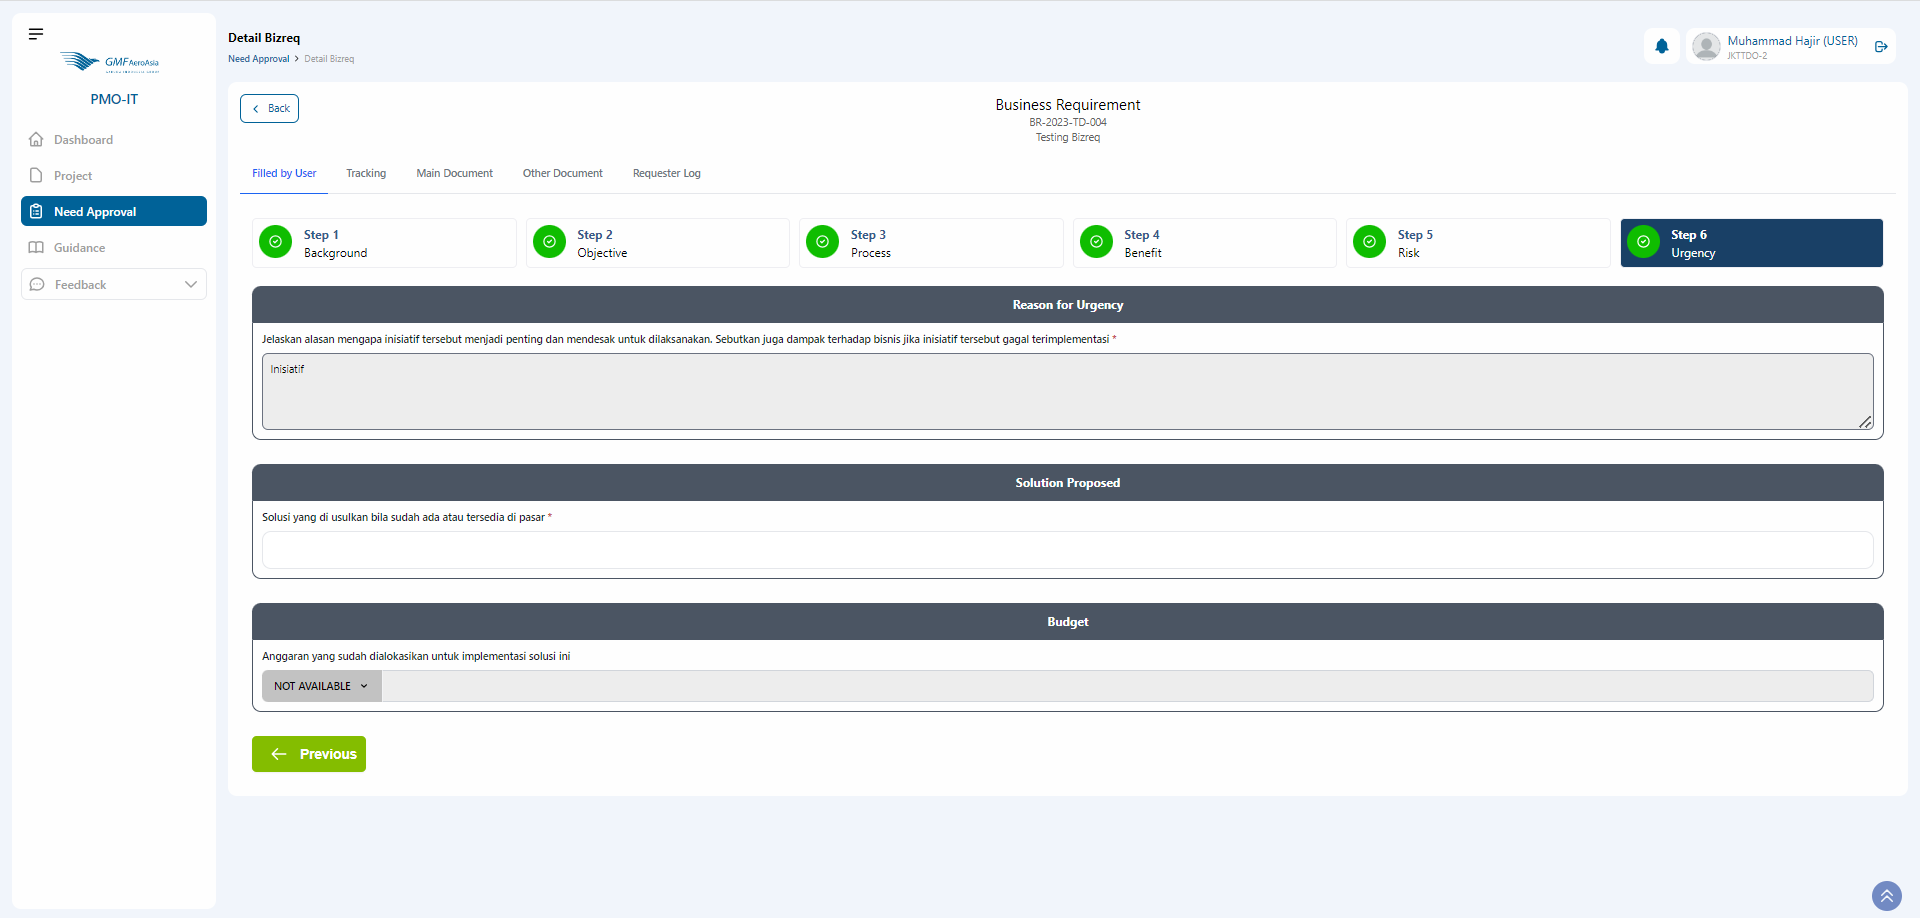 GMF AeroAsia
PMO-IT
Dashboard
Project
Need Approval
Guidance
Feedback
Detail Bizreq
Need Approval > Detail Bizreq
Muhammad Hajir (USER)
JKTTDO-2
Back
Business Requirement
BR-2023-TD-004
Testing Bizreq
Filled by User
Tracking
Main Document
Other Document
Requester Log
Step 1
Background
Step 2
Objective
Step 3
Process
Step 4
Benefit
Step 5
Risk
Step 6
Urgency
Reason for Urgency
Jelaskan alasan mengapa inisiatif tersebut menjadi penting dan mendesak untuk dilaksanakan. Sebutkan juga dampak terhadap bisnis jika inisiatif tersebut gagal terimplementasi *
Inisiatif
Solution Proposed
Solusi yang di usulkan bila sudah ada atau tersedia di pasar *
Budget
Anggaran yang sudah dialokasikan untuk implementasi solusi ini
NOT AVAILABLE
Previous